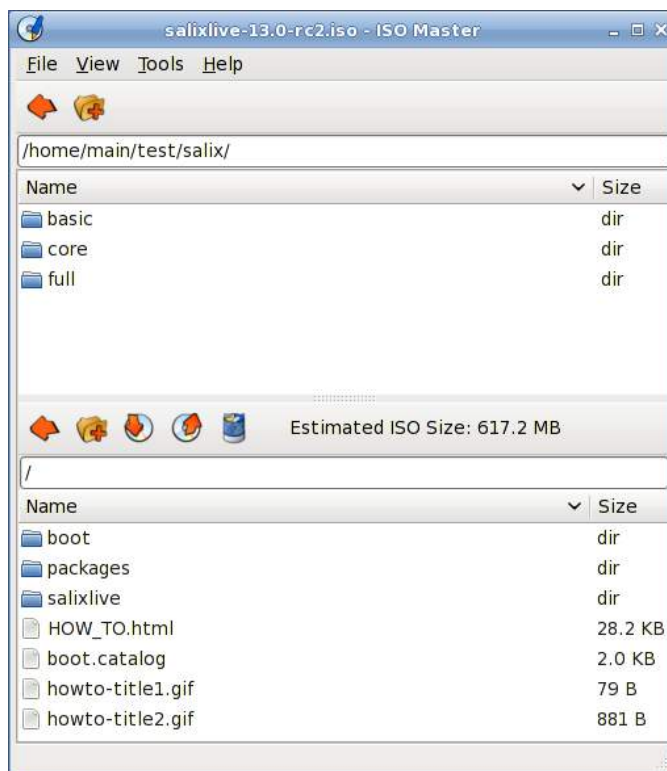 salixlive-13.0-rc2.iso - ISO Master
File View Tools Help
/home/main/test/salix/
Name Size
basic dir
core dir
full dir
Estimated ISO Size: 617.2 MB
/
Name Size
boot dir
packages dir
salixlive dir
HOW_TO.html 28.2 KB
boot.catalog 2.0 KB
howto-title1.gif 79 B
howto-title2.gif 881 B